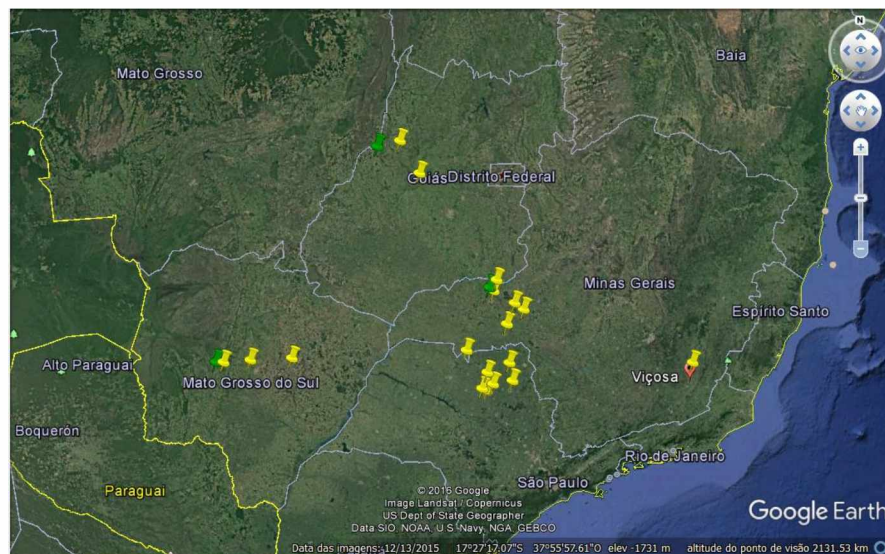 N
Mato Grosso
Baía
Goiás
Distrito Federal
Minas Gerais
Espírito Santo
Alto Paraguai
Mato Grosso do Sul
Viçosa
Boquerón
Rio de Janeiro
Paraguai
São Paulo
© 2016 Google
Image Landsat / Copernicus
US Dept of State Geographer
Data SIO, NOAA, U.S. Navy, NGA, GEBCO
Google Earth
Data das imagens: 12/13/2015 17°27'17.07"S 37°55'57.61"O elev -1731 m altitude do ponto de visão 2131.53 km